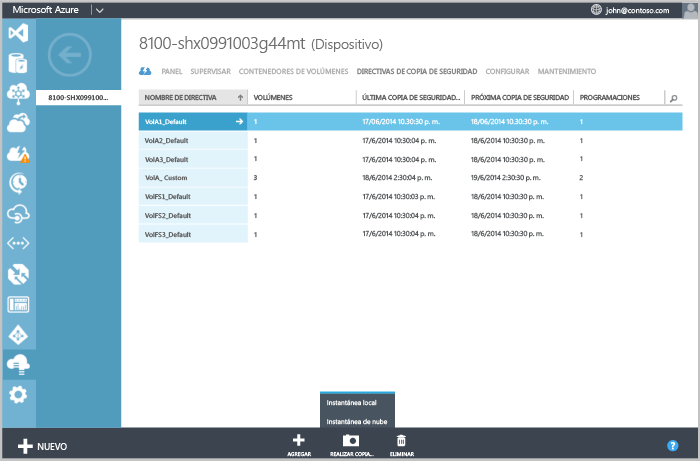 Microsoft Azure
john@contoso.com
8100-SHX099100...
8100-shx0991003g44mt (Dispositivo)
PANEL SUPERVISAR CONTENEDORES DE VOLÚMENES DIRECTIVAS DE COPIA DE SEGURIDAD CONFIGURAR MANTENIMIENTO
NOMBRE DE DIRECTIVA VOLÚMENES ÚLTIMA COPIA DE SEGURIDAD... PRÓXIMA COPIA DE SEGURIDAD PROGRAMACIONES
VolA1_Default 1 17/06/2014 10.30:30 p. m. 18/06/2014 10.30:30 p. m. 1
VolA2_Default 1 17/6/2014 10:30:04 p. m. 18/6/2014 10:30:30 p. m. 1
VolA3_Default 1 17/6/2014 10:30:04 p. m. 18/6/2014 10:30:30 p. m. 1
VolA_ Custom 3 18/6/2014 2:30:04 p. m. 19/6/2014 2:30:30 p. m. 2
VolFS1_Default 1 17/6/2014 10:30:03 p. m. 18/6/2014 10:30:30 p. m. 1
VolFS2_Default 1 17/6/2014 10:30:04 p. m. 18/6/2014 10:30:30 p. m. 1
VolFS3_Default 1 17/6/2014 10:30:04 p. m. 18/6/2014 10:30:30 p. m. 1
Instantánea local
Instantánea de nube
NUEVO
AGREGAR REALIZAR COPIA... ELIMINAR
?